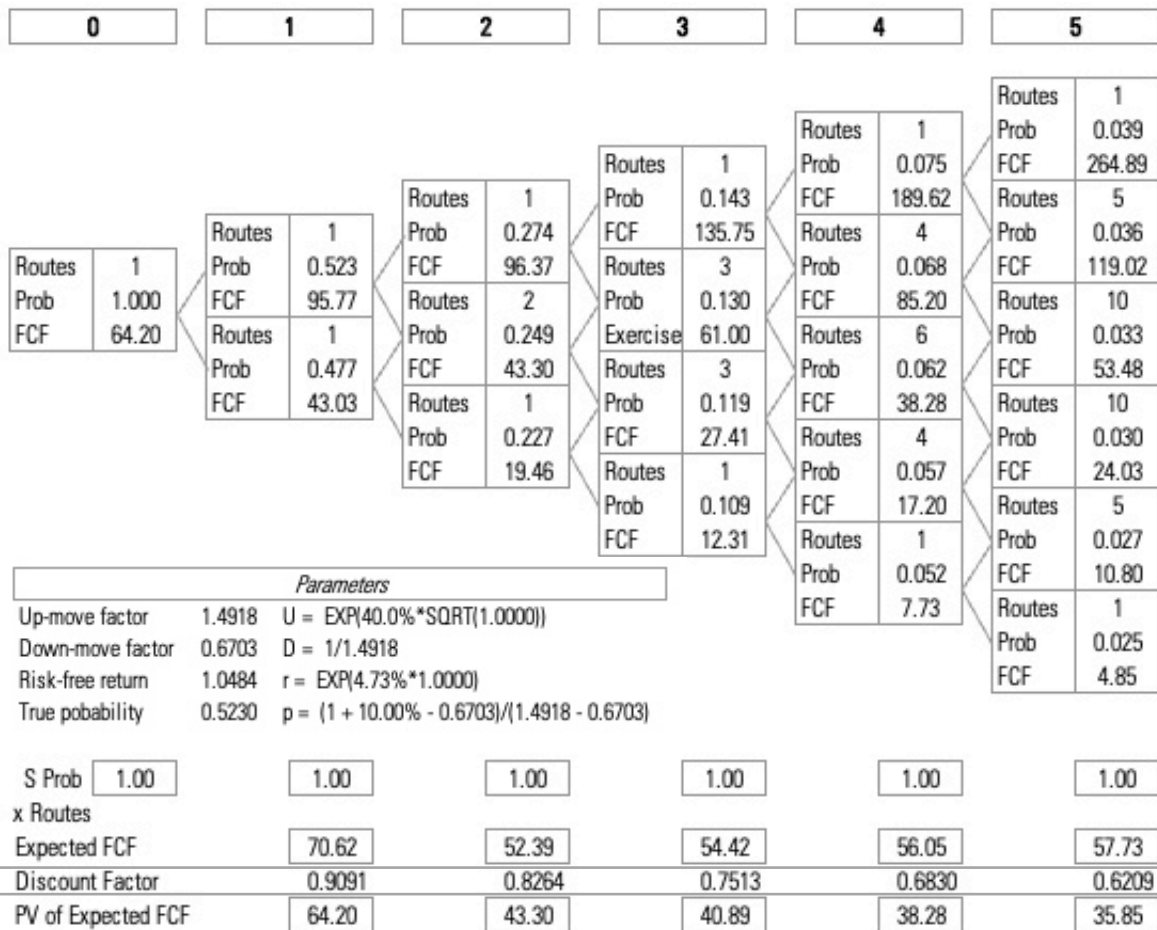 0 1 2 3 4 5
Routes 1
Routes 1 Prob 0.039
Routes 1 Prob 0.075 FCF 264.89
Routes 1 Prob 0.143 FCF 189.62 Routes 5
Routes 1 Prob 0.274 FCF 135.75 Routes 4 Prob 0.036
Routes 1 Prob 0.523 FCF 96.37 Routes 3 Prob 0.068 FCF 119.02
Prob 1.000 FCF 95.77 Routes 2 Prob 0.130 FCF 85.20 Routes 10
FCF 64.20 Routes 1 Prob 0.249 Exercise 61.00 Routes 6 Prob 0.033
Prob 0.477 FCF 43.30 Routes 3 Prob 0.062 FCF 53.48
FCF 43.03 Routes 1 Prob 0.119 FCF 38.28 Routes 10
Prob 0.227 FCF 27.41 Routes 4 Prob 0.030
FCF 19.46 Routes 1 Prob 0.057 FCF 24.03
Prob 0.109 FCF 17.20 Routes 5
FCF 12.31 Routes 1 Prob 0.027
Parameters Prob 0.052 FCF 10.80
Up-move factor 1.4918 U = EXP(40.0%*SQRT(1.0000)) FCF 7.73 Routes 1
Down-move factor 0.6703 D = 1/1.4918 Prob 0.025
Risk-free return 1.0484 r = EXP(4.73%*1.0000) FCF 4.85
True pobability 0.5230 p = (1 + 10.00% - 0.6703)/(1.4918 - 0.6703)
S Prob 1.00 1.00 1.00 1.00 1.00 1.00
x Routes
Expected FCF 70.62 52.39 54.42 56.05 57.73
Discount Factor 0.9091 0.8264 0.7513 0.6830 0.6209
PV of Expected FCF 64.20 43.30 40.89 38.28 35.85